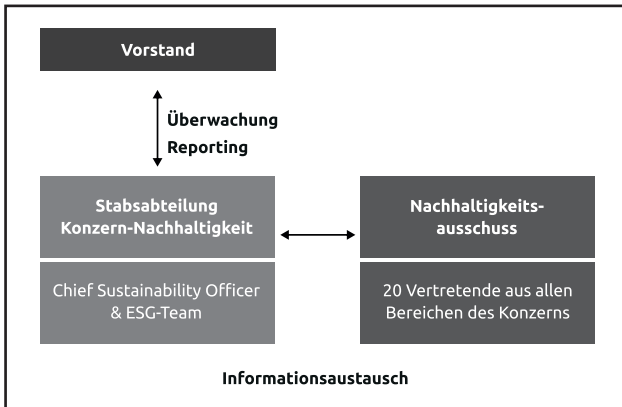 Vorstand
Überwachung
Reporting
Stabsabteilung
Konzern-Nachhaltigkeit
Chief Sustainability Officer
& ESG-Team
Nachhaltigkeits-
ausschuss
20 Vertretende aus allen
Bereichen des Konzerns
Informationsaustausch